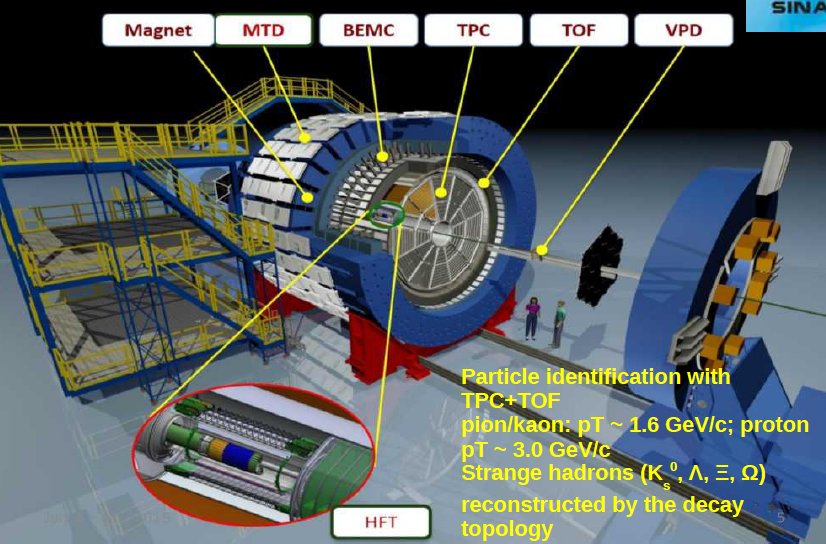 SINA
Magnet
MTD
BEMC
TPC
TOF
VPD
Particle identification with
TPC+TOF
pion/kaon: pT ~ 1.6 GeV/c; proton
pT ~ 3.0 GeV/c
Strange hadrons (Ks0, Λ, Ξ, Ω)
reconstructed by the decay
topology
HFT
5